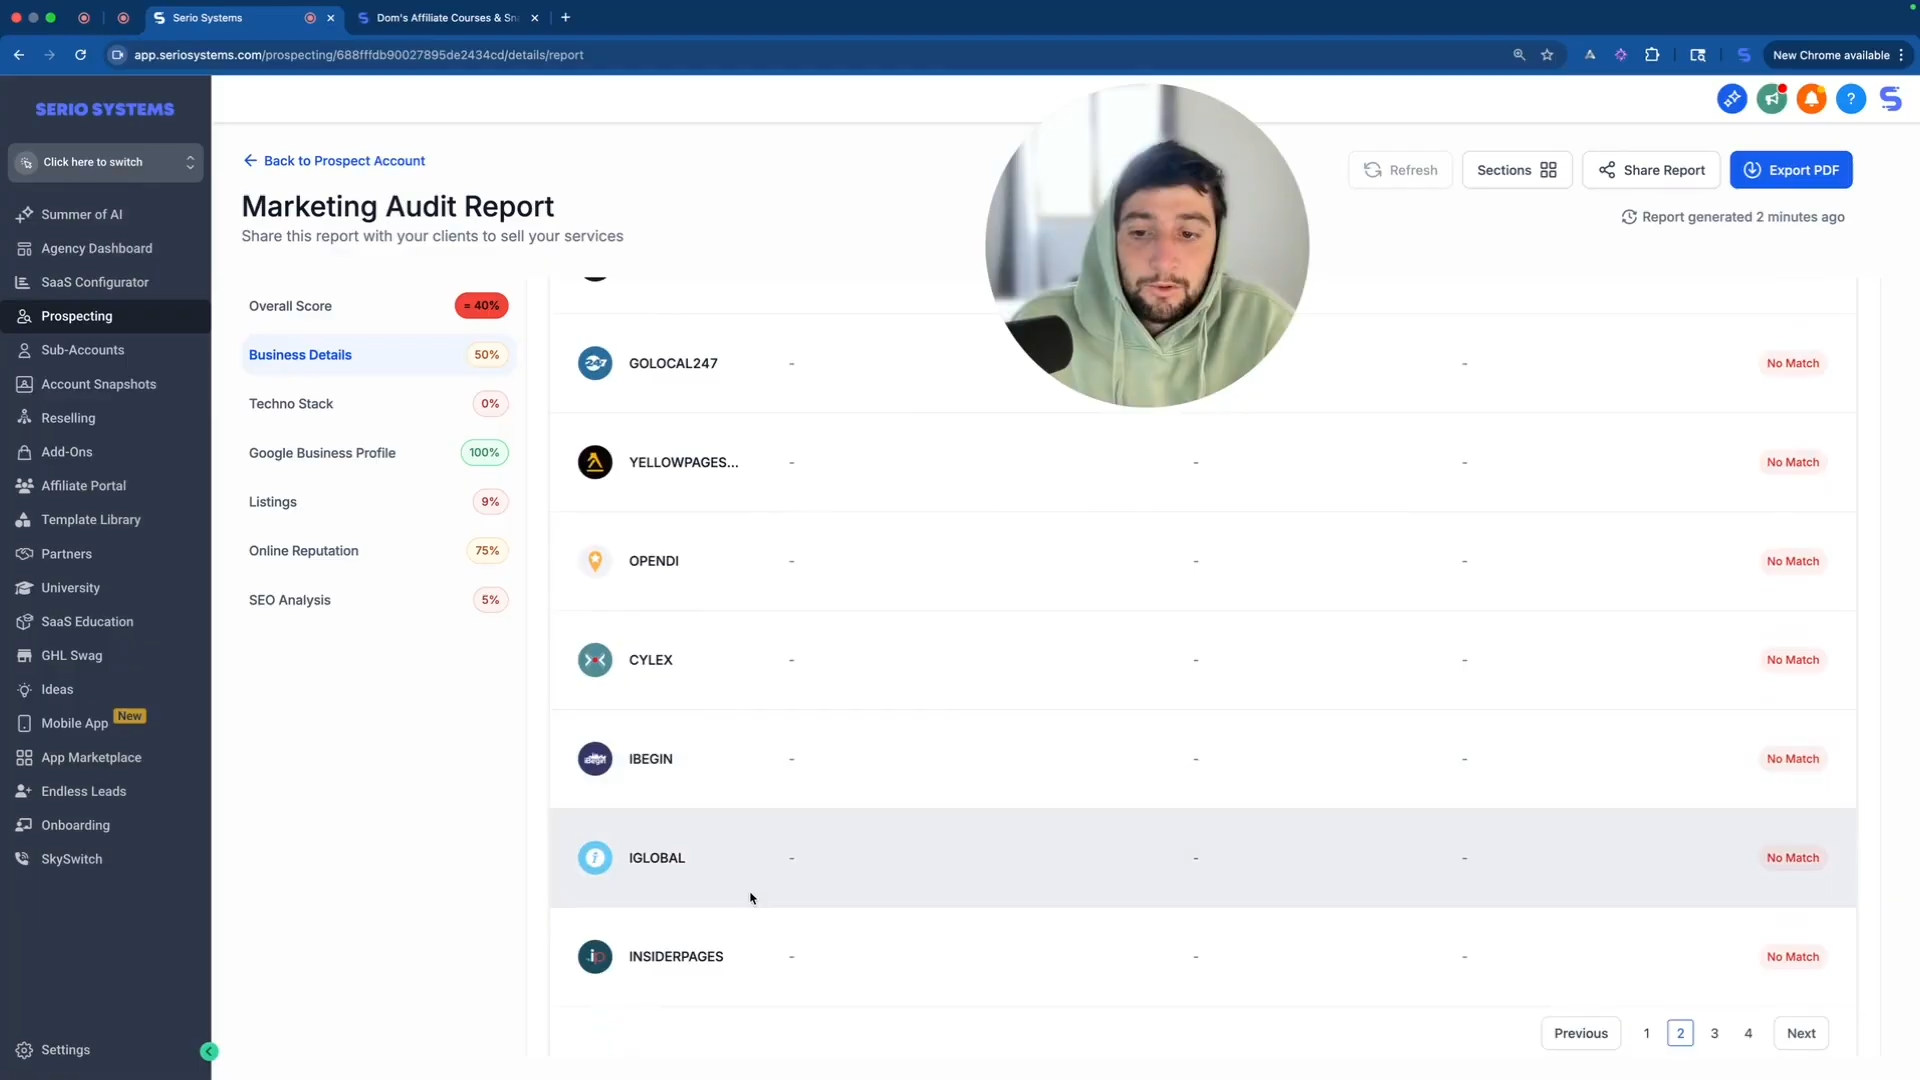 Serio Systems
Dom's Affiliate Courses & Sn
app.seriosystems.com/prospecting/688fffdb90027895de2434cd/details/report
New Chrome available
SERIO SYSTEMS
Click here to switch
Summer of AI
Agency Dashboard
SaaS Configurator
Prospecting
Sub-Accounts
Account Snapshots
Reselling
Add-Ons
Affiliate Portal
Template Library
Partners
University
SaaS Education
GHL Swag
Ideas
Mobile App New
App Marketplace
Endless Leads
Onboarding
SkySwitch
Settings
Back to Prospect Account
Marketing Audit Report
Share this report with your clients to sell your services
Refresh
Sections
Share Report
Export PDF
Report generated 2 minutes ago
Overall Score = 40%
Business Details 50%
Techno Stack 0%
Google Business Profile 100%
Listings 9%
Online Reputation 75%
SEO Analysis 5%
GOLOCAL247 - - No Match
YELLOWPAGES... - - - No Match
OPENDI - - - No Match
CYLEX - - - No Match
IBEGIN - - - No Match
IGLOBAL - - - No Match
INSIDERPAGES - - - No Match
Previous 1 2 3 4 Next